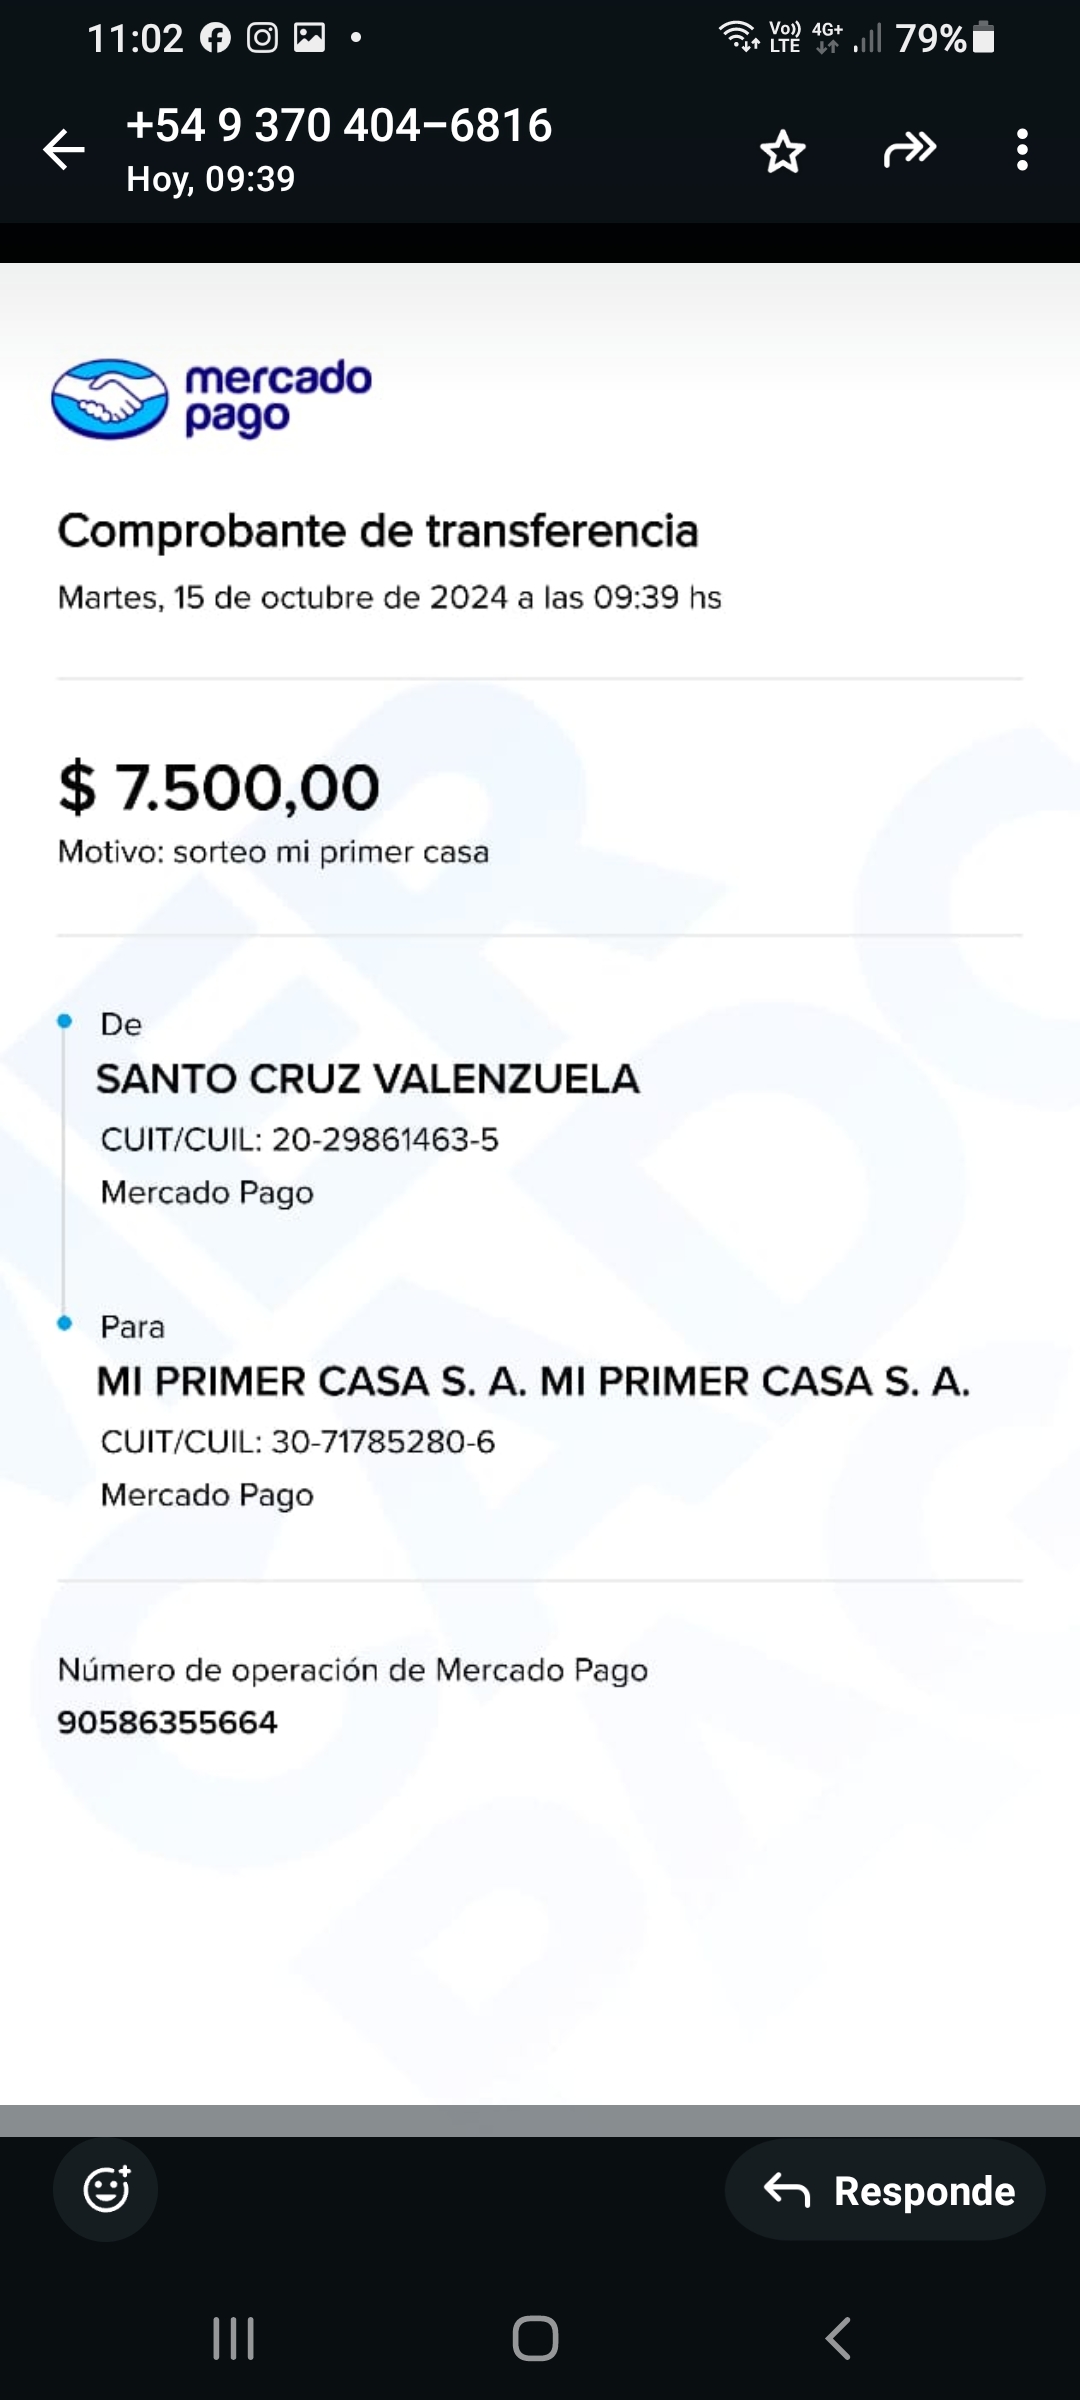 11:02
Vo)) LTE 4G+ 79%
+54 9 370 404–6816
Hoy, 09:39
mercado
pago
Comprobante de transferencia
Martes, 15 de octubre de 2024 a las 09:39 hs
$ 7.500,00
Motivo: sorteo mi primer casa
De
SANTO CRUZ VALENZUELA
CUIT/CUIL: 20-29861463-5
Mercado Pago
Para
MI PRIMER CASA S. A. MI PRIMER CASA S. A.
CUIT/CUIL: 30-71785280-6
Mercado Pago
Número de operación de Mercado Pago
90586355664
Responde